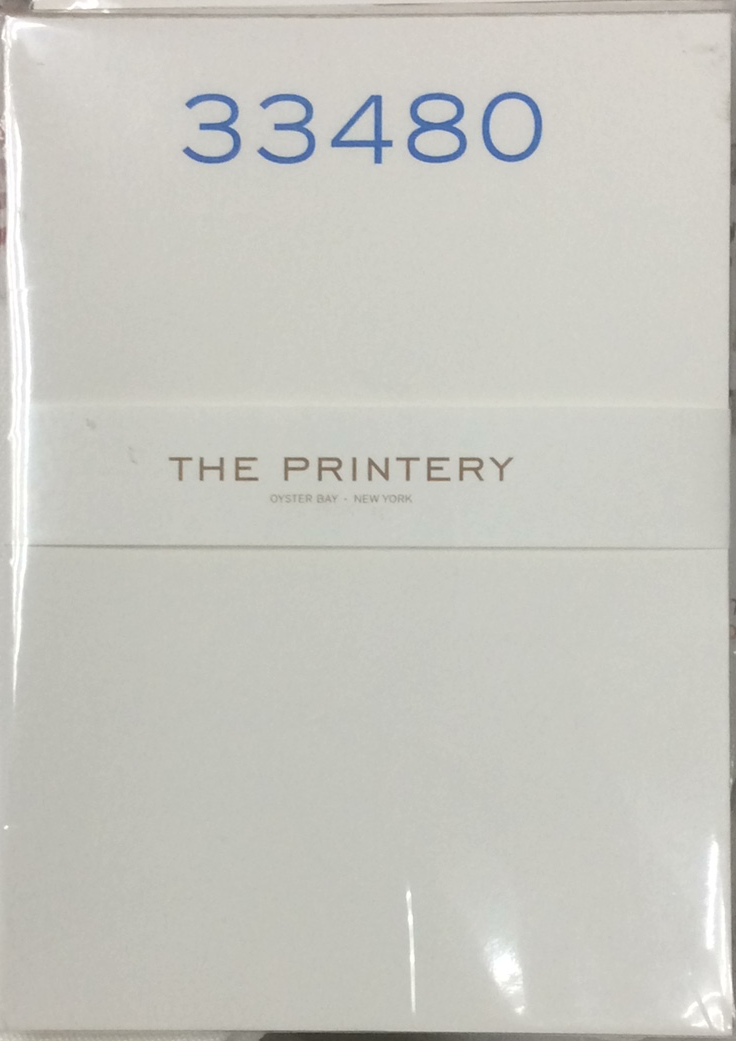 33480
THE PRINTERY
OYSTER BAY - NEW YORK